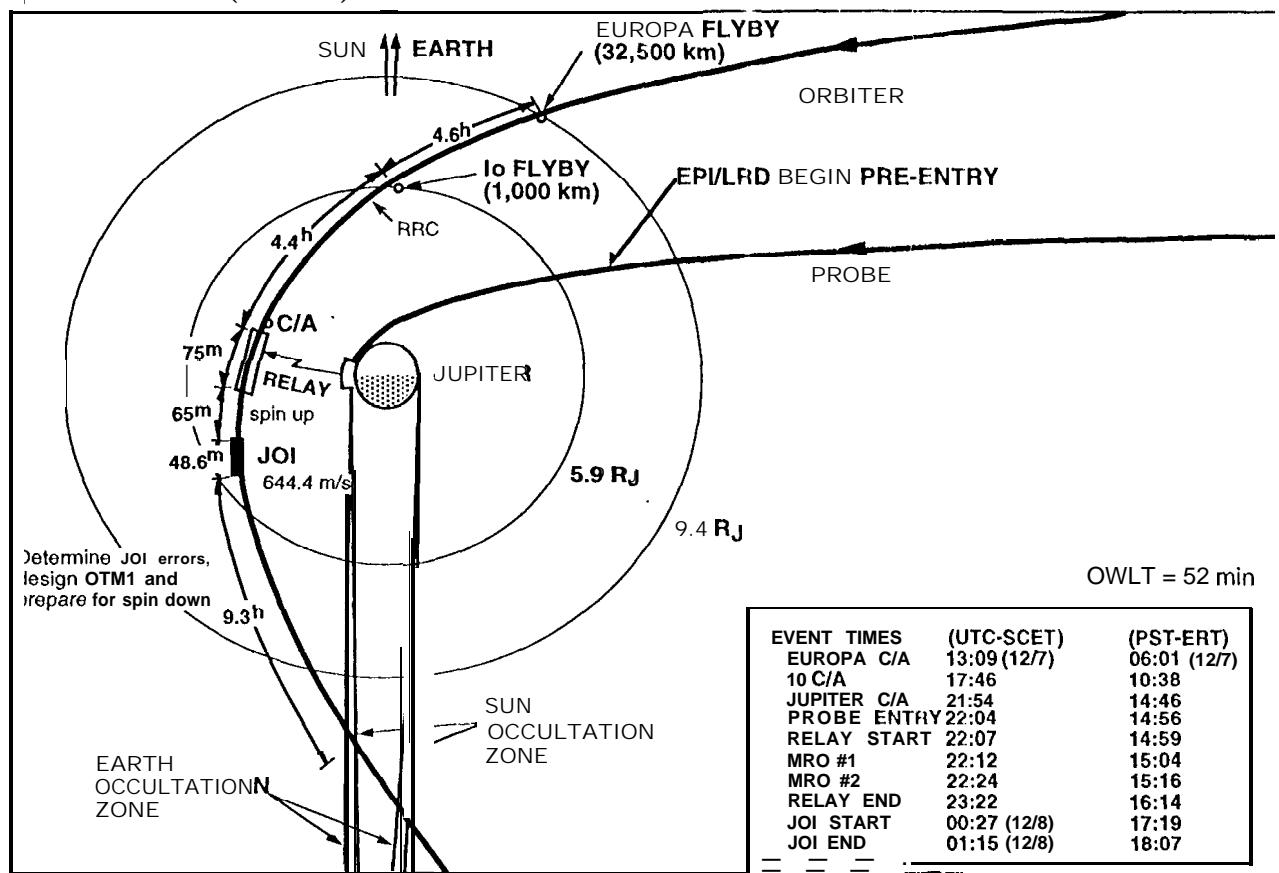 SUN EARTH
EUROPA FLYBY
(32,500 km)
ORBITER
4.6h
Io FLYBY
(1,000 km)
EPI/LRD BEGIN PRE-ENTRY
RRC
4.4h
PROBE
C/A
75m
RELAY
JUPITER
65m
spin up
48.6m
JOI
644.4 m/s
5.9 RJ
9.4 RJ
Determine JOI errors,
design OTM1 and
prepare for spin down
9.3h
OWLT = 52 min
SUN
OCCULTATION
ZONE
EARTH
OCCULTATION
ZONE
EVENT TIMES (UTC-SCET) (PST-ERT)
EUROPA C/A 13:09 (12/7) 06:01 (12/7)
10 C/A 17:46 10:38
JUPITER C/A 21:54 14:46
PROBE ENTRY 22:04 14:56
RELAY START 22:07 14:59
MRO #1 22:12 15:04
MRO #2 22:24 15:16
RELAY END 23:22 16:14
JOI START 00:27 (12/8) 17:19
JOI END 01:15 (12/8) 18:07